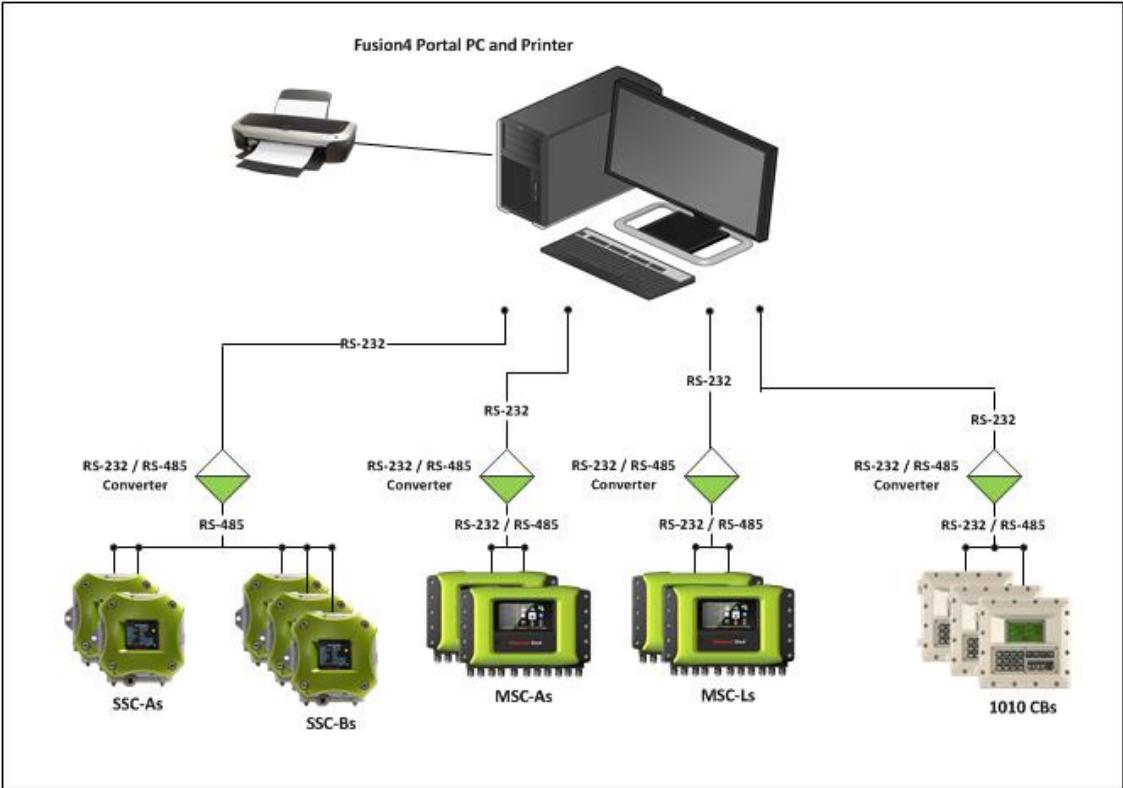 Fusion4 Portal PC and Printer
RS-232
RS-232
RS-232
RS-232
RS-232 / RS-485
Converter
RS-232 / RS-485
Converter
RS-232 / RS-485
Converter
RS-232 / RS-485
Converter
RS-485
RS-232 / RS-485
RS-232 / RS-485
RS-232 / RS-485
SSC-As
SSC-Bs
MSC-As
MSC-Ls
1010 CBs